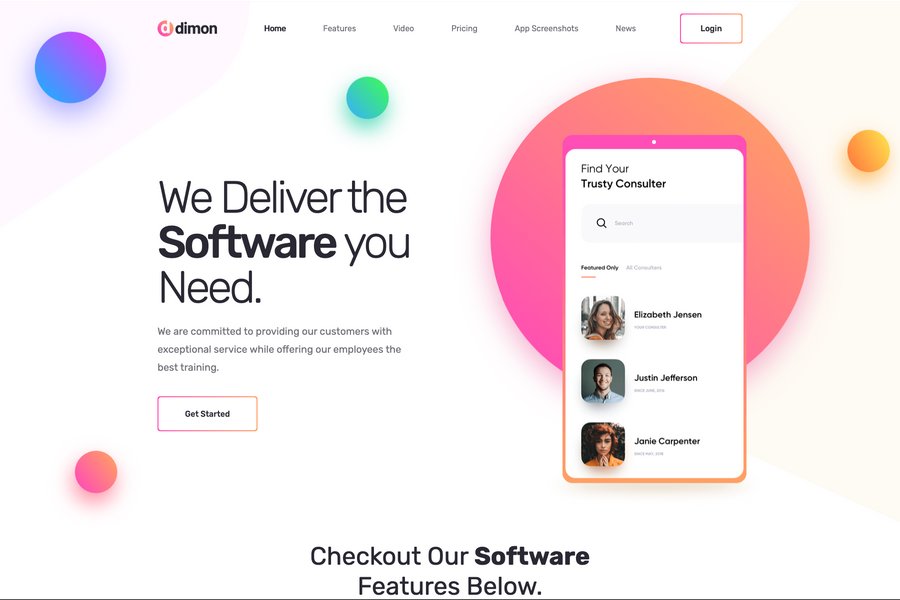 dimon
Home Features Video Pricing App Screenshots News Login
We Deliver the
Software you
Need.
We are committed to providing our customers with
exceptional service while offering our employees the
best training.
Get Started
Find Your
Trusty Consulter
Search
Featured Only All Consulters
Elizabeth Jensen
YOUR CONSULTER
Justin Jefferson
SINCE JUNE, 2016
Janie Carpenter
SINCE MAY, 2018
Checkout Our Software
Features Below.